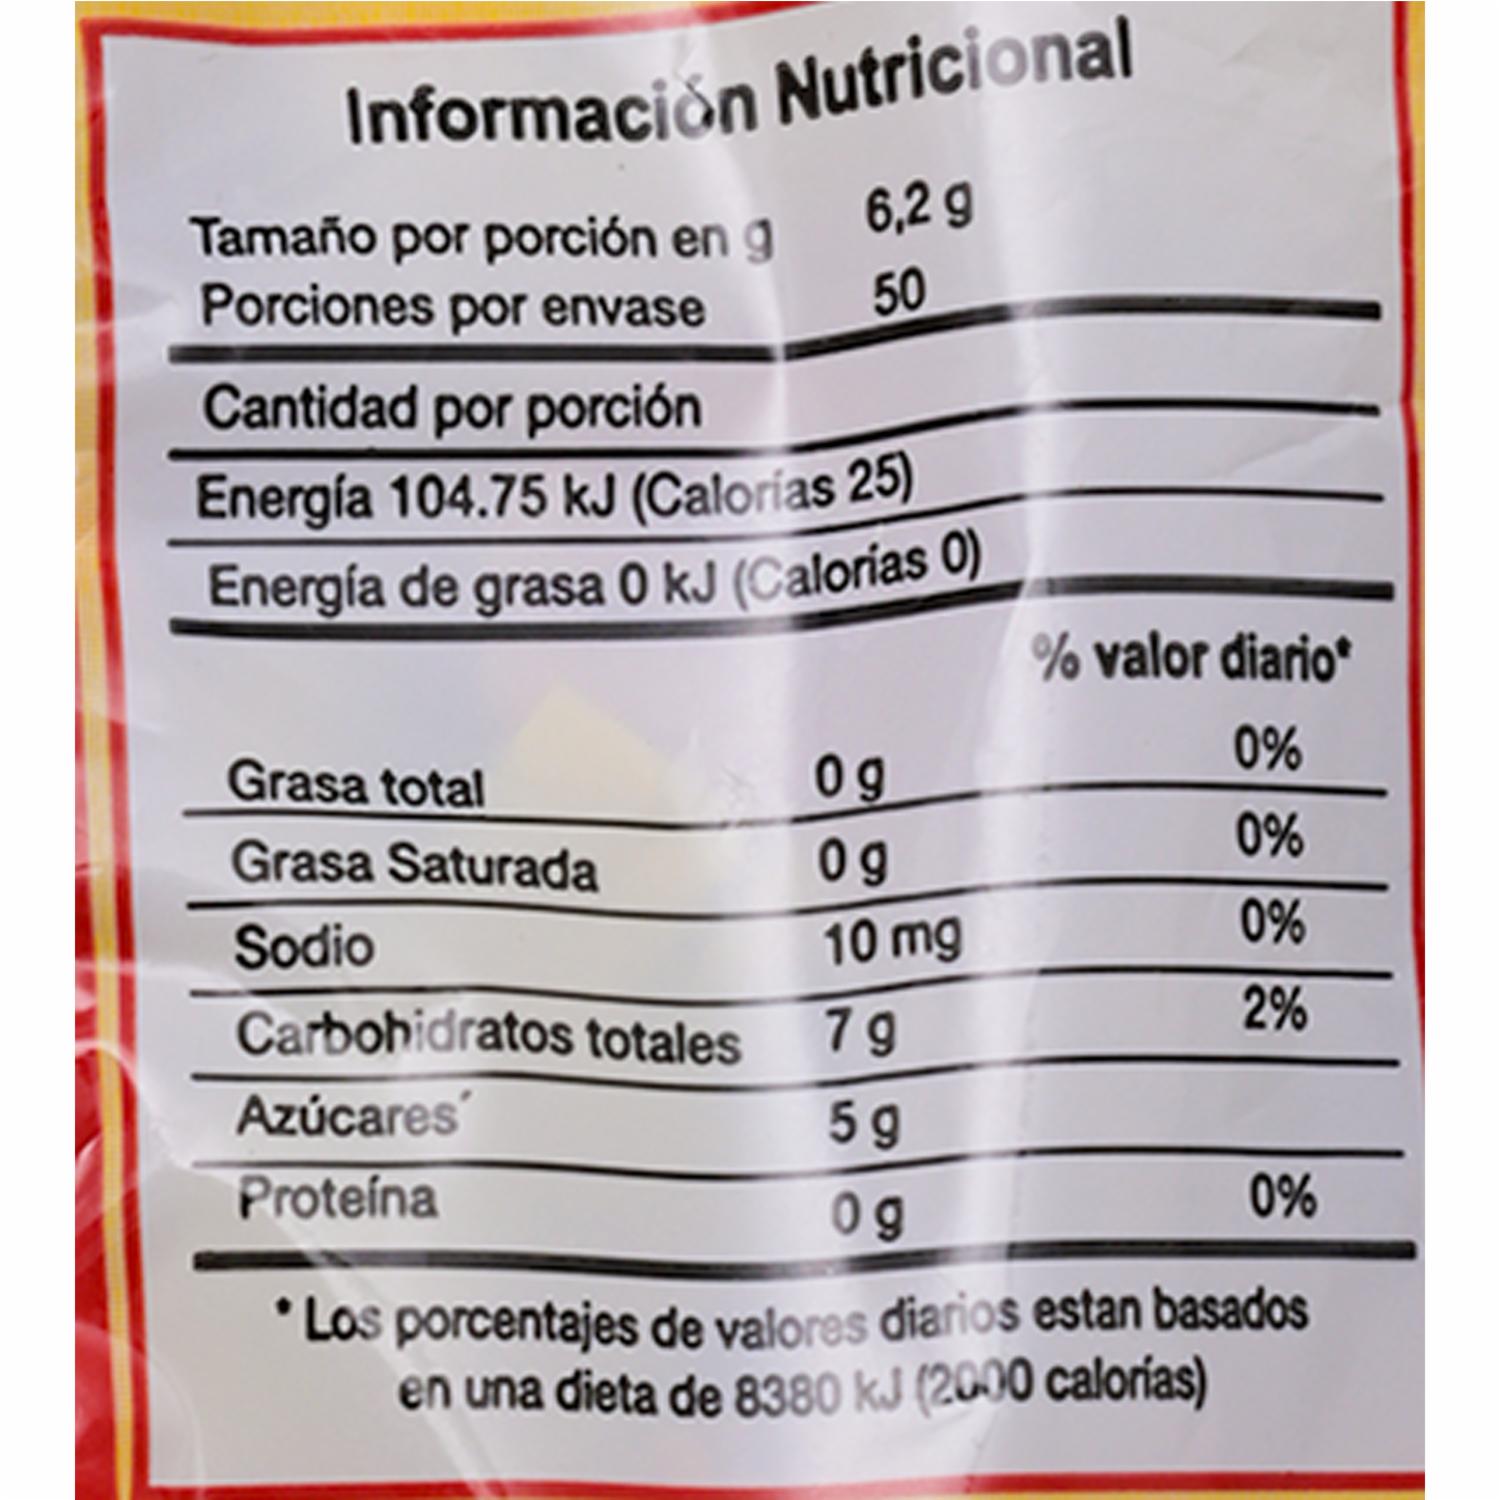 Información Nutricional
Tamaño por porción en g 6,2 g
Porciones por envase 50
Cantidad por porción
Energía 104.75 kJ (Calorías 25)
Energía de grasa 0 kJ (Calorías 0)
% valor diario*
Grasa total 0 g 0%
Grasa Saturada 0 g 0%
Sodio 10 mg 0%
Carbohidratos totales 7 g 2%
Azúcares´ 5 g
Proteína 0 g 0%
* Los porcentajes de valores diarios estan basados
en una dieta de 8380 kJ (2000 calorías)